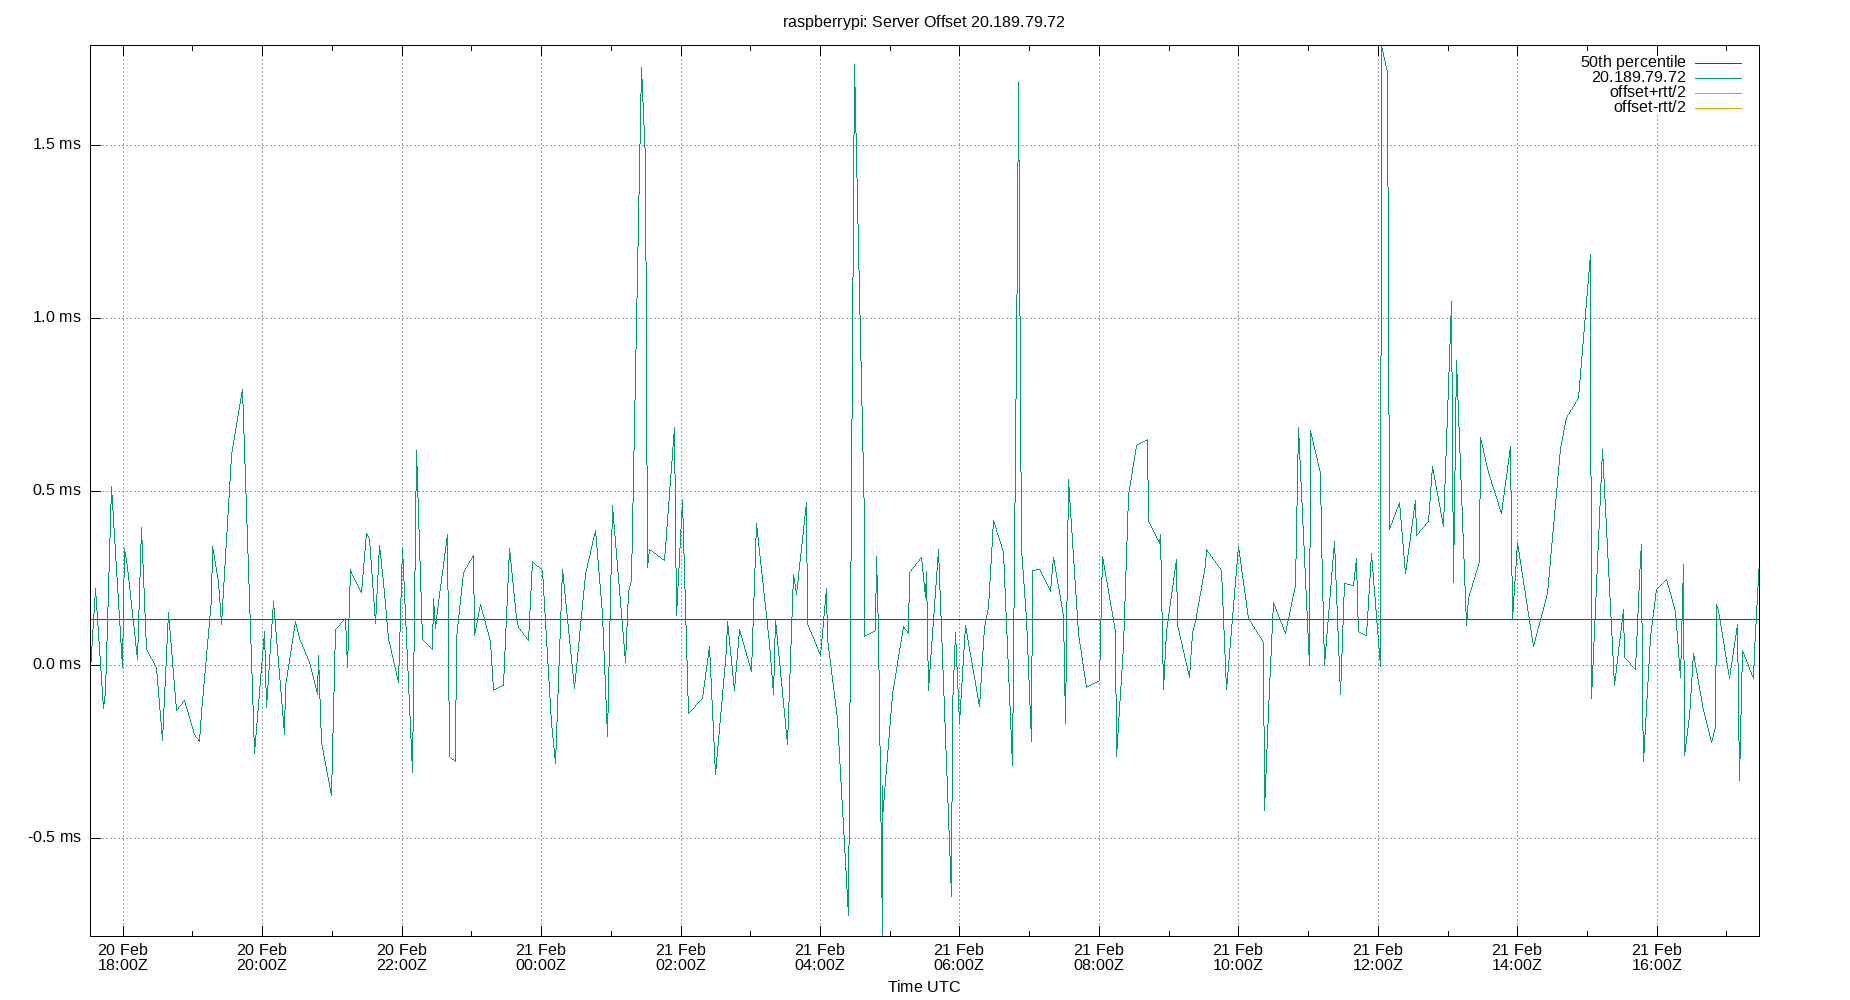 raspberrypi: Server Offset 20.189.79.72
50th percentile
20.189.79.72
offset+rtt/2
offset-rtt/2
1.5 ms
1.0 ms
0.5 ms
0.0 ms
-0.5 ms
20 Feb 20 Feb 20 Feb 21 Feb 21 Feb 21 Feb 21 Feb 21 Feb 21 Feb 21 Feb 21 Feb 21 Feb
18:00Z 20:00Z 22:00Z 00:00Z 02:00Z 04:00Z 06:00Z 08:00Z 10:00Z 12:00Z 14:00Z 16:00Z
Time UTC